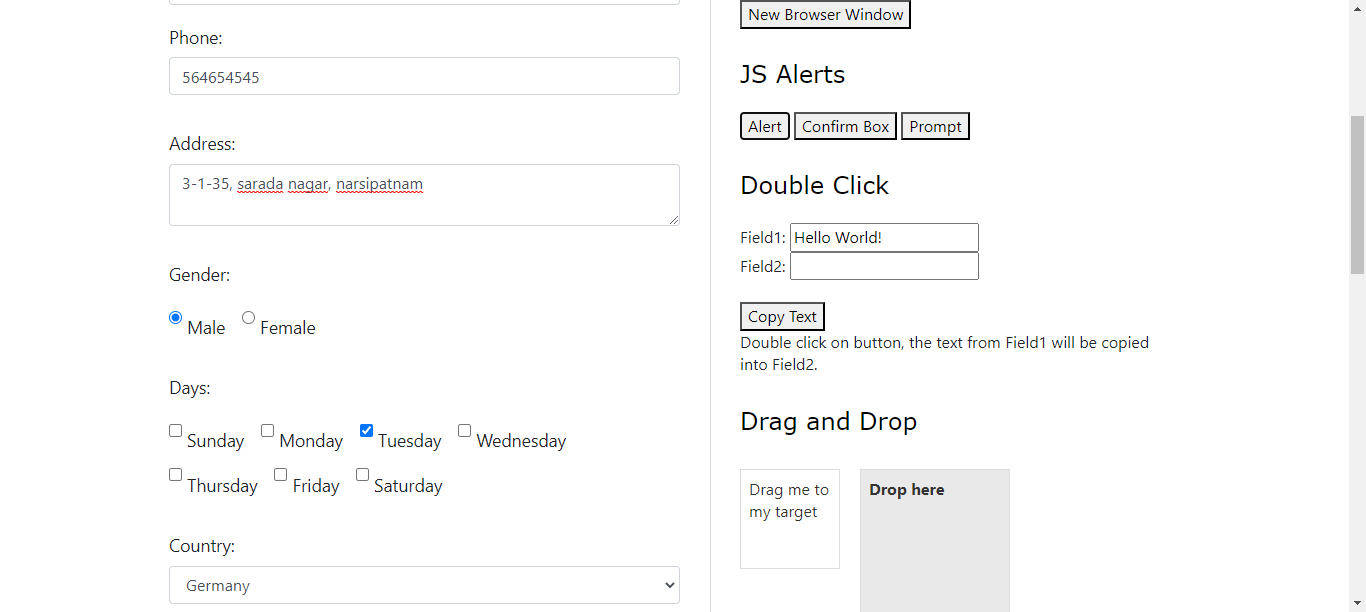 Phone:
564654545
Address:
3-1-35, sarada nagar, narsipatnam
Gender:
Male Female
Days:
Sunday Monday Tuesday Wednesday
Thursday Friday Saturday
Country:
Germany
New Browser Window
JS Alerts
Alert Confirm Box Prompt
Double Click
Field1: Hello World!
Field2:
Copy Text
Double click on button, the text from Field1 will be copied
into Field2.
Drag and Drop
Drag me to
my target
Drop here